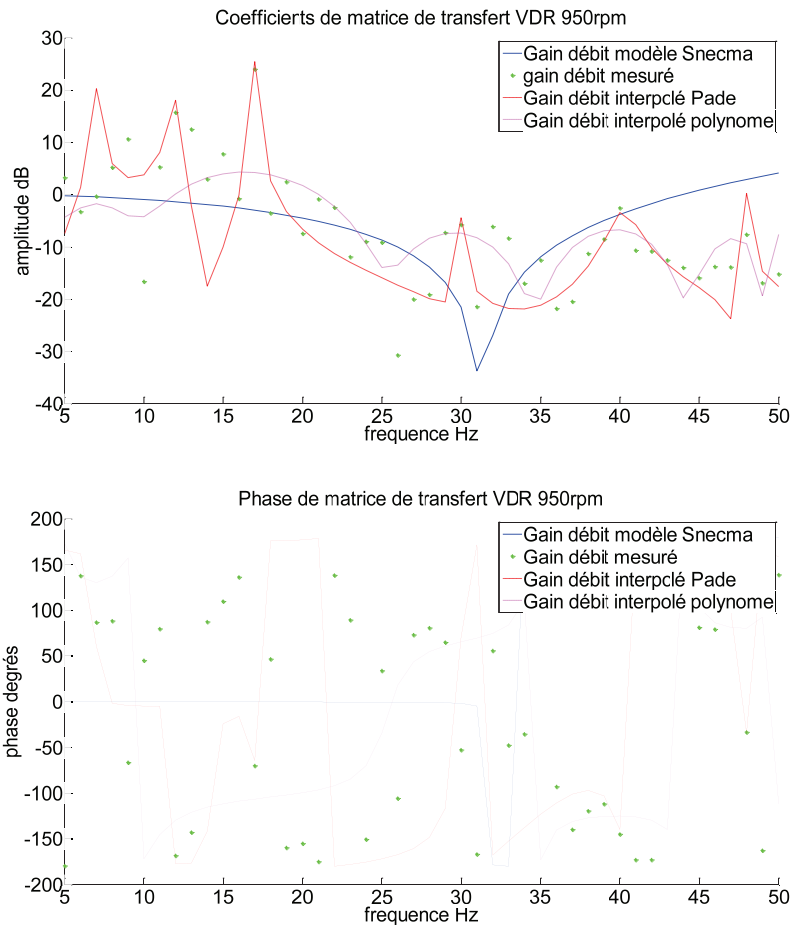 Coefficierts de matrice de transfert VDR 950rpm
30
20
10
0
-10
-20
-30
-40
amplitude dB
Gain débit modèle Snecma
gain débit mesuré
Gain débit interpclé Pade
Gain débit interpolé polynome
5
10
15
20
25
30
35
40
45
50
frequence Hz
Phase de matrice de transfert VDR 950rpm
200
150
100
50
0
-50
-100
-150
-200
phase degrés
Gain débit modèle Snecma
Gain débit mesuré
Gain débit interpclé Pade
Gain débit interpolé polynome
5
10
15
20
25
30
35
40
45
50
frequence Hz